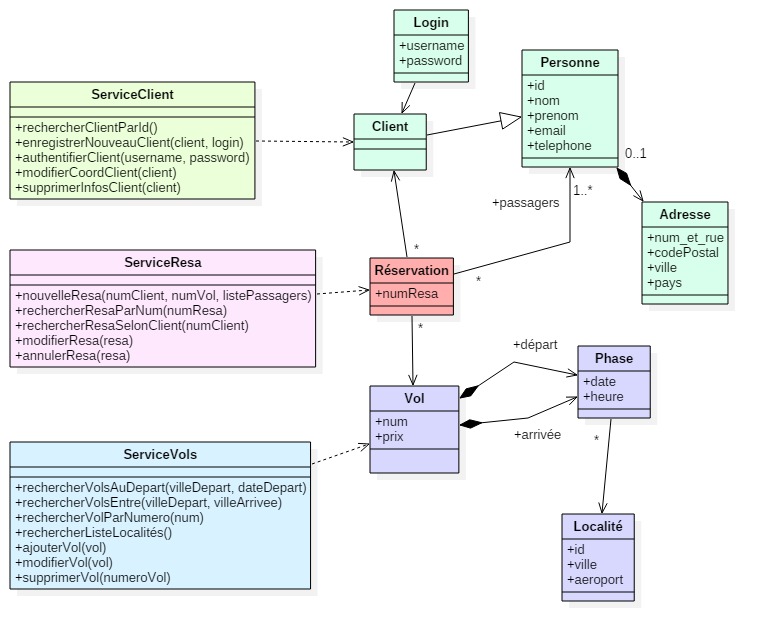 Login
+username
+password
Personne
+id
+nom
+prenom
+email
+telephone
0..1
ServiceClient
+rechercherClientParId()
+enregistrerNouveauClient(client, login)
+authentifierClient(username, password)
+modifierCoordClient(client)
+supprimerInfosClient(client)
Client
+passagers
1..*
Adresse
+num_et_rue
+codePostal
+ville
+pays
*
ServiceResa
+nouvelleResa(numClient, numVol, listePassagers)
+rechercherResaParNum(numResa)
+rechercherResaSelonClient(numClient)
+modifierResa(resa)
+annulerResa(resa)
Réservation
+numResa
*
*
+départ
Phase
+date
+heure
Vol
+num
+prix
+arrivée
*
ServiceVols
+rechercherVolsAuDepart(villeDepart, dateDepart)
+rechercherVolsEntre(villeDepart, villeArrivee)
+rechercherVolParNumero(num)
+rechercherListeLocalités()
+ajouterVol(vol)
+modifierVol(vol)
+supprimerVol(numeroVol)
Localité
+id
+ville
+aeroport